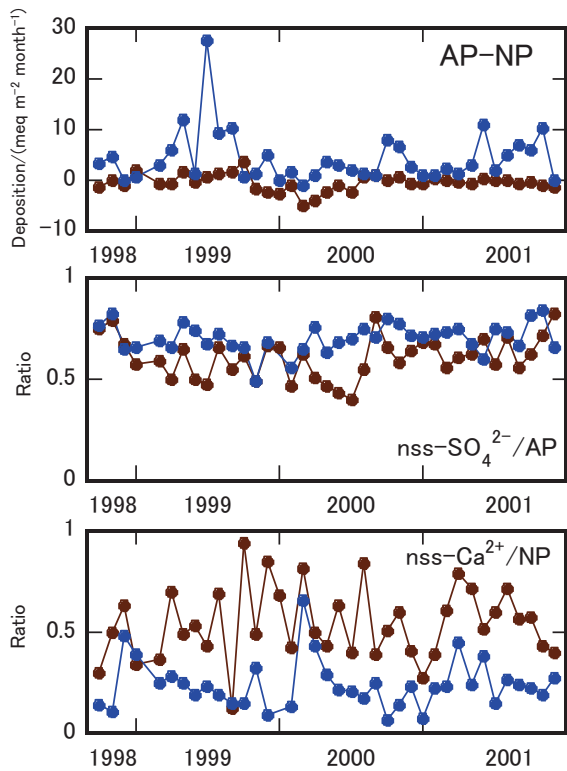 30
AP−NP
20
10
0
−10
Deposition/(meq m⁻² month⁻¹)
1998 1999 2000 2001
1
0.5
0
Ratio
nss−SO₄²⁻/AP
1998 1999 2000 2001
1
nss−Ca²⁺/NP
0.5
0
Ratio
1998 1999 2000 2001